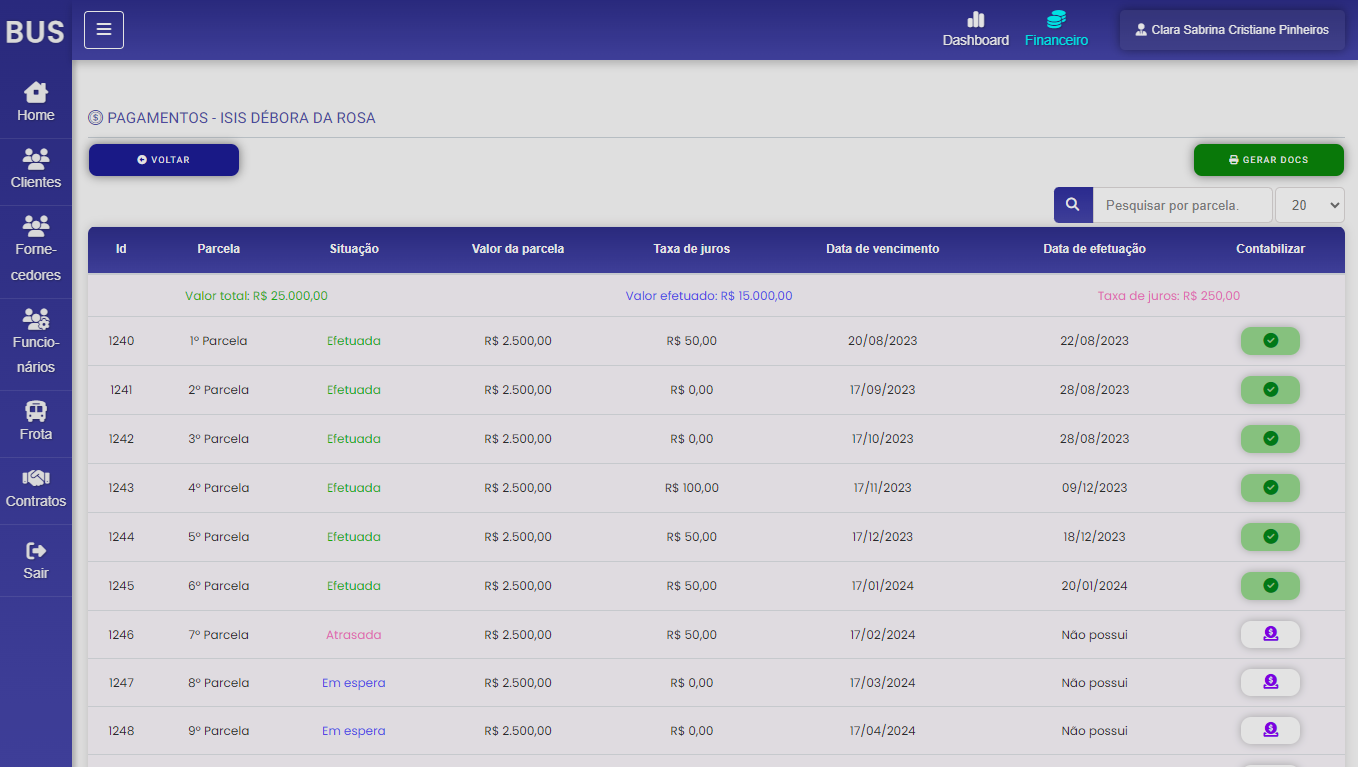 BUS
Dashboard
Financeiro
Clara Sabrina Cristiane Pinheiros
Home
Clientes
Forne-
cedores
Funcio-
nários
Frota
Contratos
Sair
PAGAMENTOS - ISIS DÉBORA DA ROSA
VOLTAR
GERAR DOCS
Pesquisar por parcela.
20
Id Parcela Situação Valor da parcela Taxa de juros Data de vencimento Data de efetuação Contabilizar
Valor total: R$ 25.000,00 Valor efetuado: R$ 15.000,00 Taxa de juros: R$ 250,00
1240 1º Parcela Efetuada R$ 2.500,00 R$ 50,00 20/08/2023 22/08/2023
1241 2º Parcela Efetuada R$ 2.500,00 R$ 0,00 17/09/2023 28/08/2023
1242 3º Parcela Efetuada R$ 2.500,00 R$ 0,00 17/10/2023 28/08/2023
1243 4º Parcela Efetuada R$ 2.500,00 R$ 100,00 17/11/2023 09/12/2023
1244 5º Parcela Efetuada R$ 2.500,00 R$ 50,00 17/12/2023 18/12/2023
1245 6º Parcela Efetuada R$ 2.500,00 R$ 50,00 17/01/2024 20/01/2024
1246 7º Parcela Atrasada R$ 2.500,00 R$ 50,00 17/02/2024 Não possui
1247 8º Parcela Em espera R$ 2.500,00 R$ 0,00 17/03/2024 Não possui
1248 9º Parcela Em espera R$ 2.500,00 R$ 0,00 17/04/2024 Não possui